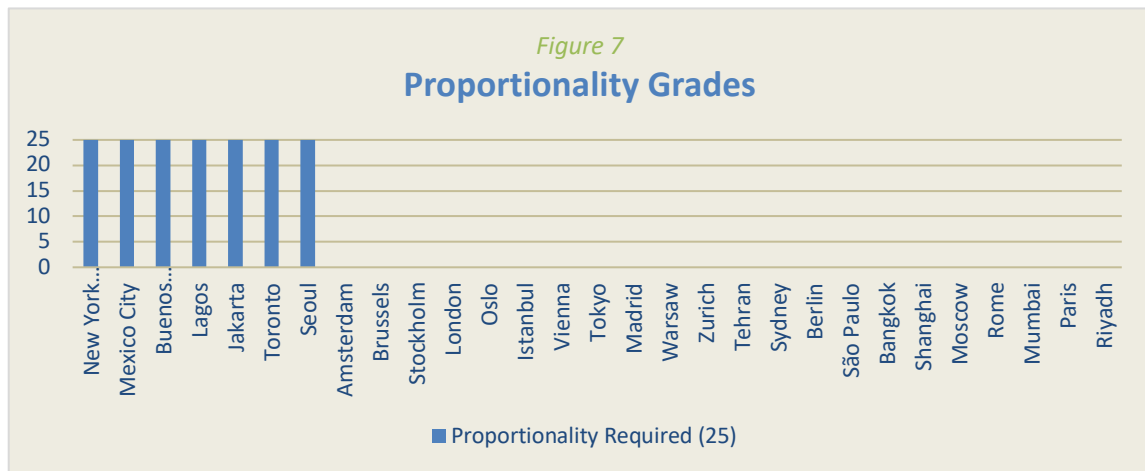 Figure 7
Proportionality Grades
25
20
15
10
5
0
New York...
Mexico City
Buenos...
Lagos
Jakarta
Toronto
Seoul
Amsterdam
Brussels
Stockholm
London
Oslo
Istanbul
Vienna
Tokyo
Madrid
Warsaw
Zurich
Tehran
Sydney
Berlin
São Paulo
Bangkok
Shanghai
Moscow
Rome
Mumbai
Paris
Riyadh
Proportionality Required (25)